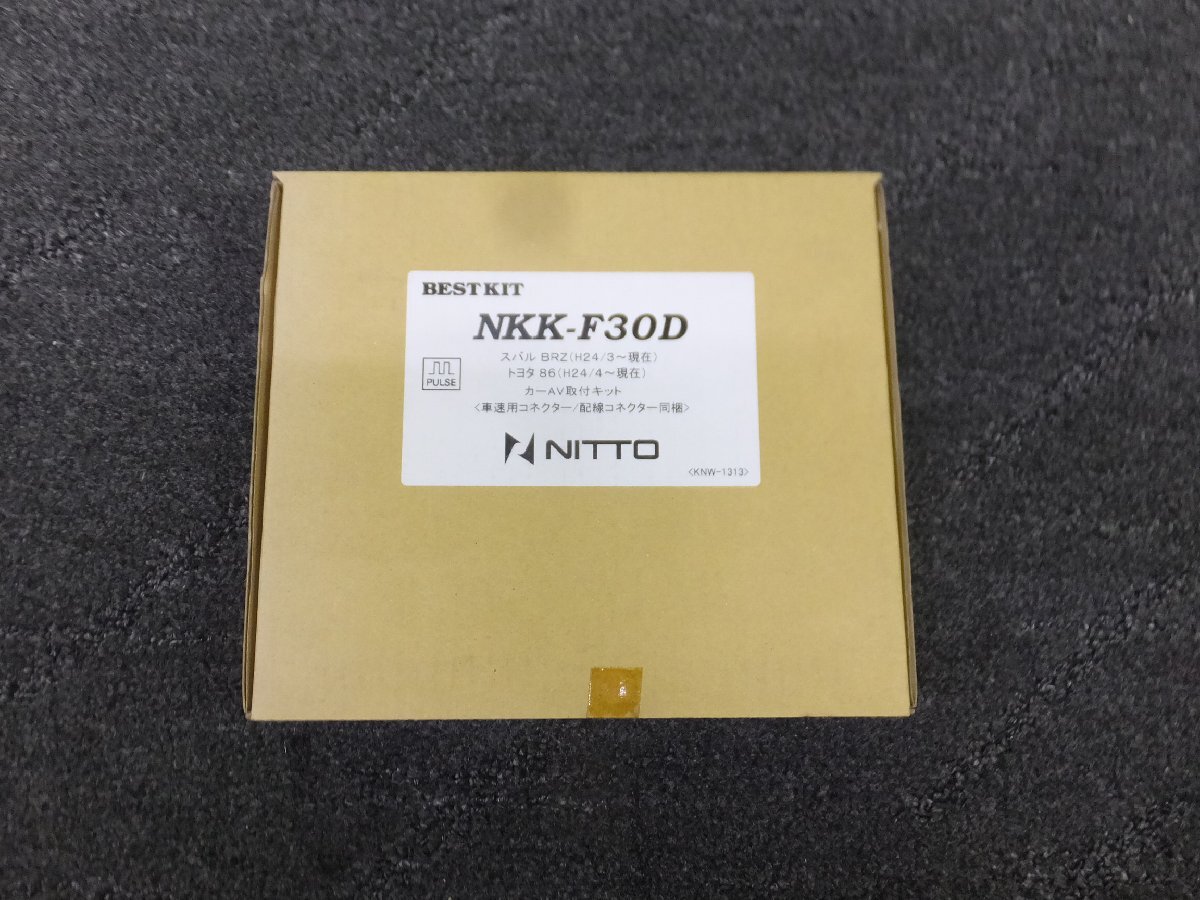 BEST KIT
NKK-F30D
スバル BRZ(H24/3～現在)
トヨタ 86(H24/4～現在)
PULSE
カーAV取付キット
<車速用コネクター/配線コネクター同梱>
NITTO
<KNW-1313>